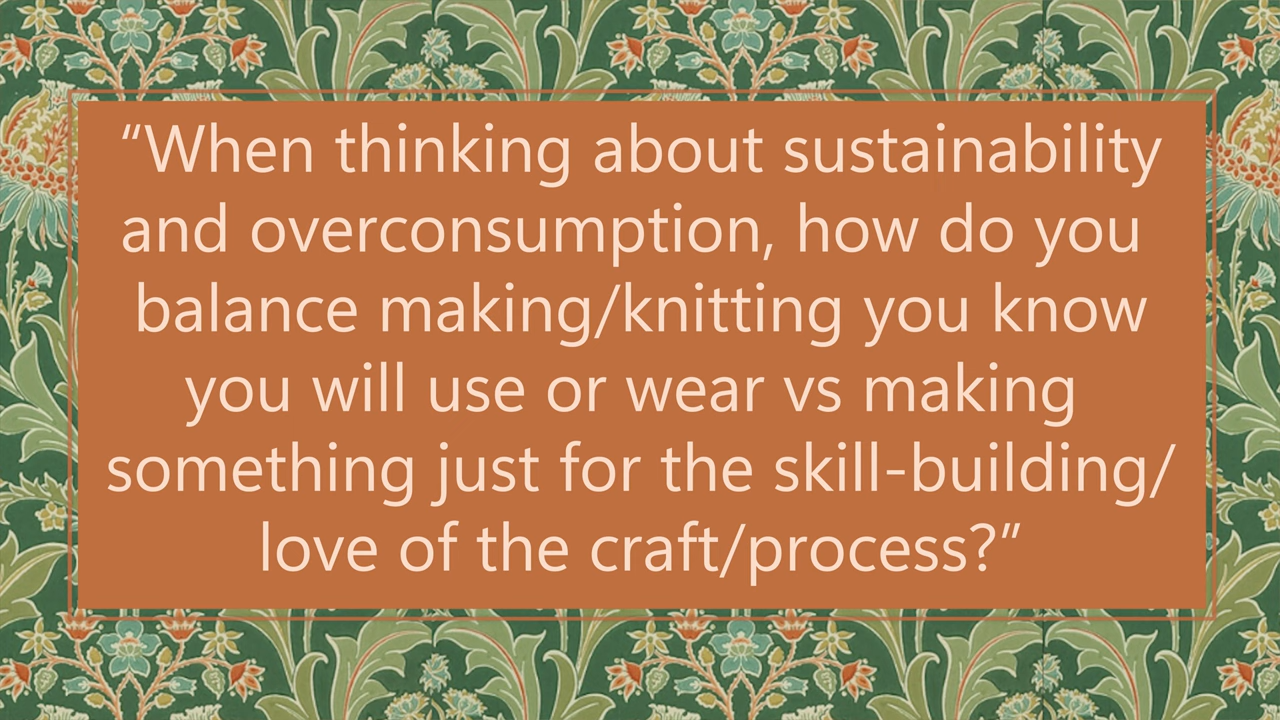 “When thinking about sustainability
and overconsumption, how do you
balance making/knitting you know
you will use or wear vs making
something just for the skill-building/
love of the craft/process?”